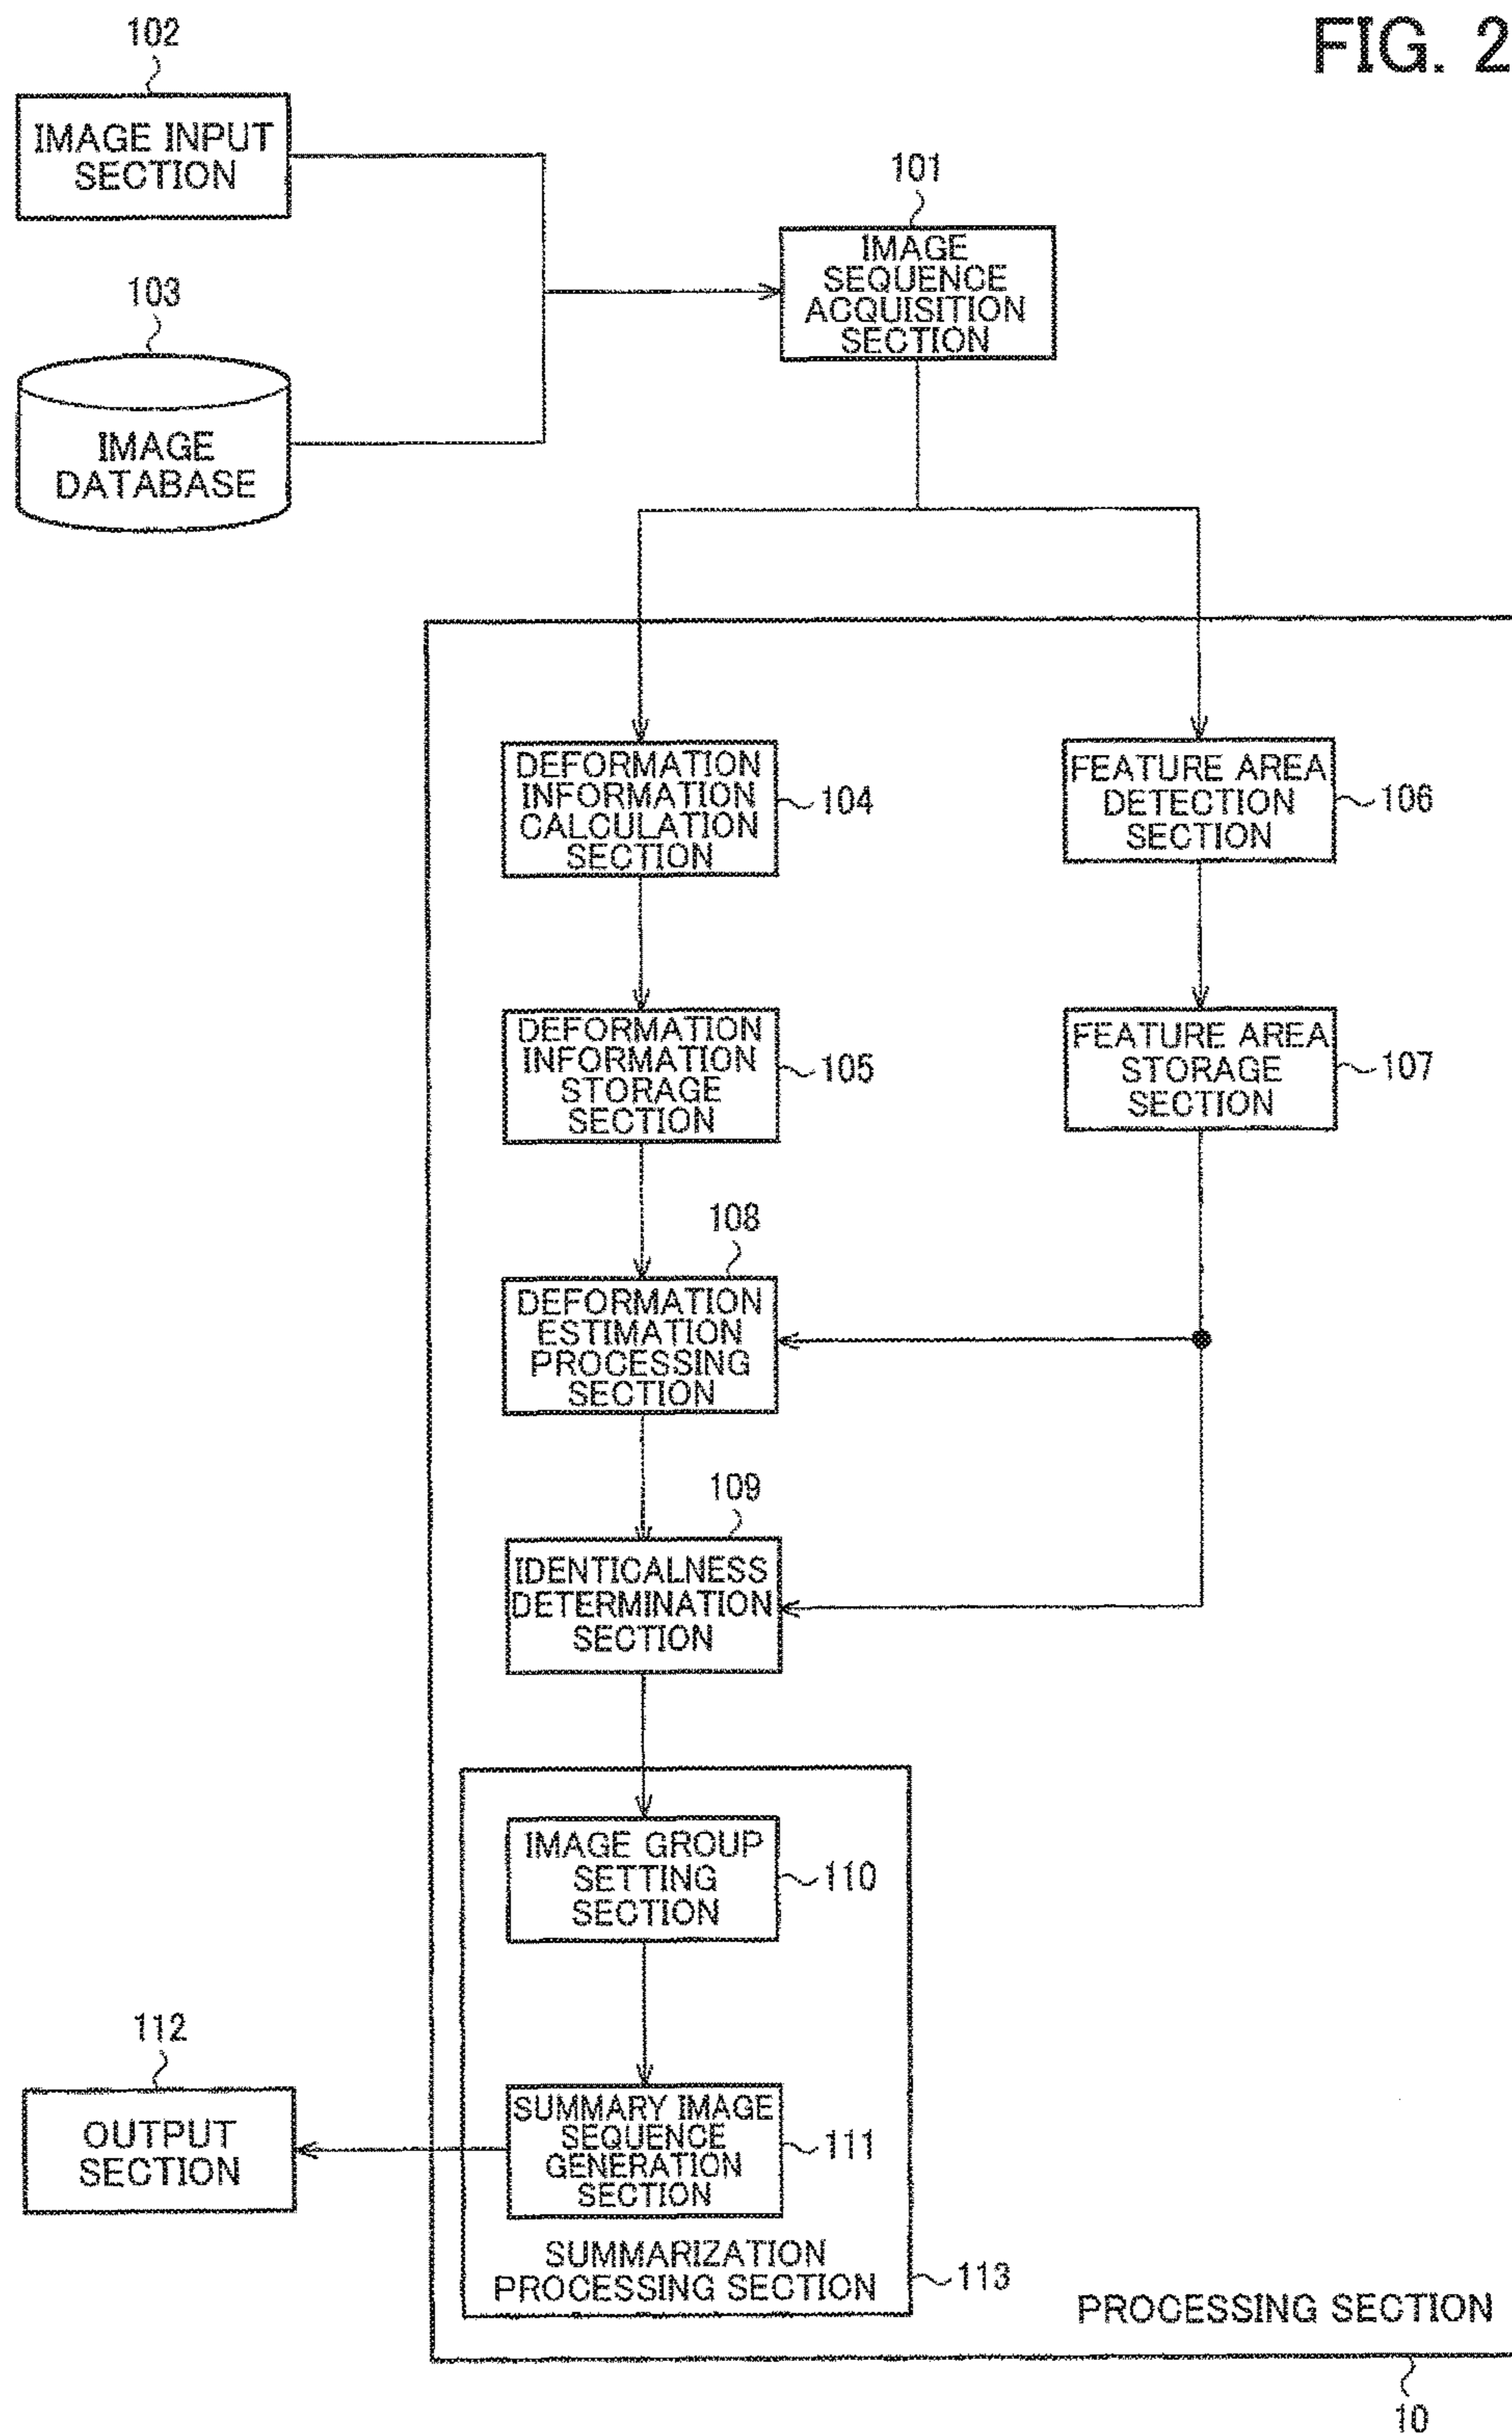 FIG. 2
102
IMAGE INPUT
SECTION
101
IMAGE
SEQUENCE
ACQUISITION
SECTION
103
IMAGE
DATABASE
DEFORMATION
INFORMATION
CALCULATION
SECTION
104
FEATURE AREA
DETECTION
SECTION
106
DEFORMATION
INFORMATION
STORAGE
SECTION
105
FEATURE AREA
STORAGE
SECTION
107
108
DEFORMATION
ESTIMATION
PROCESSING
SECTION
109
IDENTICALNESS
DETERMINATION
SECTION
IMAGE GROUP
SETTING
SECTION
110
112
OUTPUT
SECTION
SUMMARY IMAGE
SEQUENCE
GENERATION
SECTION
111
SUMMARIZATION
PROCESSING SECTION
113
PROCESSING SECTION
10